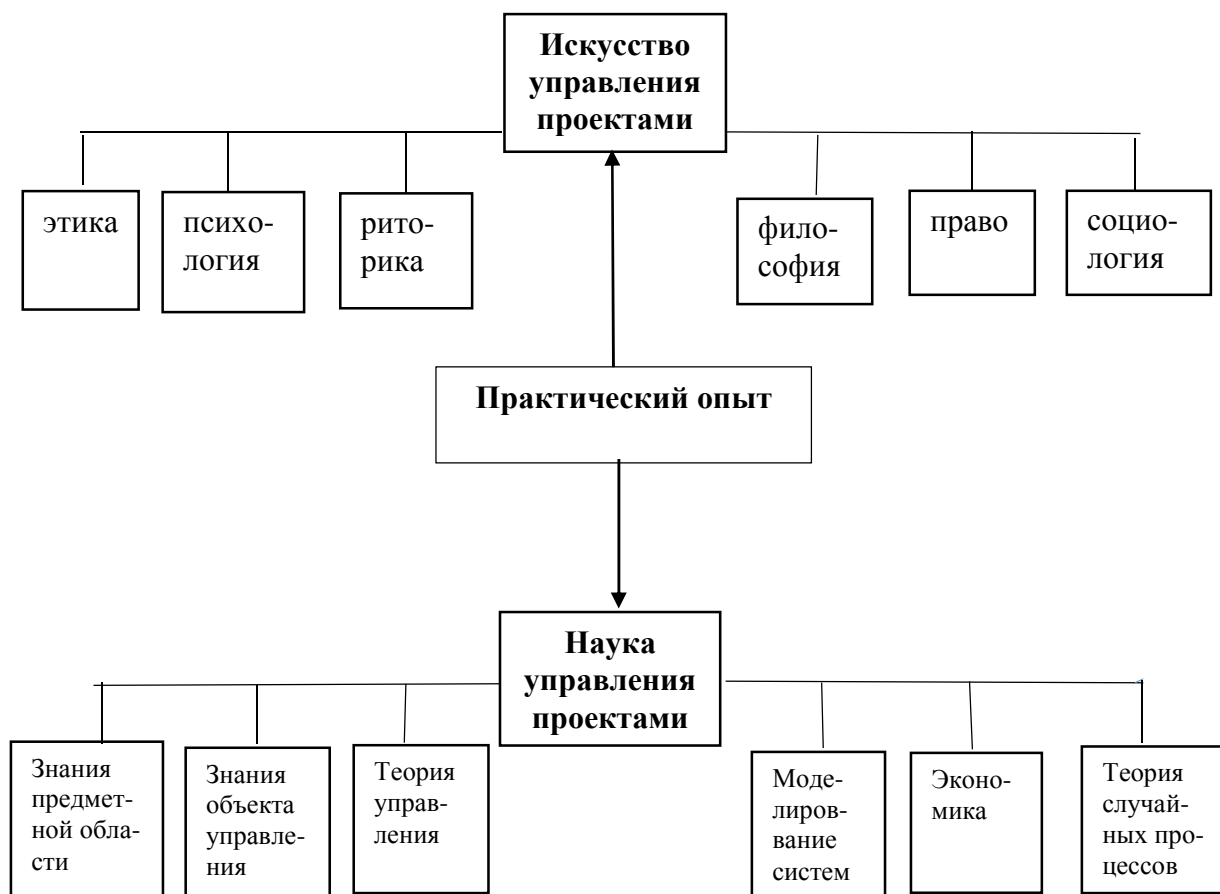 Искусство
управления
проектами
этика
психо-
логия
рито-
рика
фило-
софия
право
социо-
логия
Практический опыт
Наука
управления
проектами
Знания
предмет-
ной обла-
сти
Знания
объекта
управле-
ния
Теория
управ-
ления
Моде-
лиров-
вание
систем
Эконо-
мика
Теория
случай-
ных про-
цессов